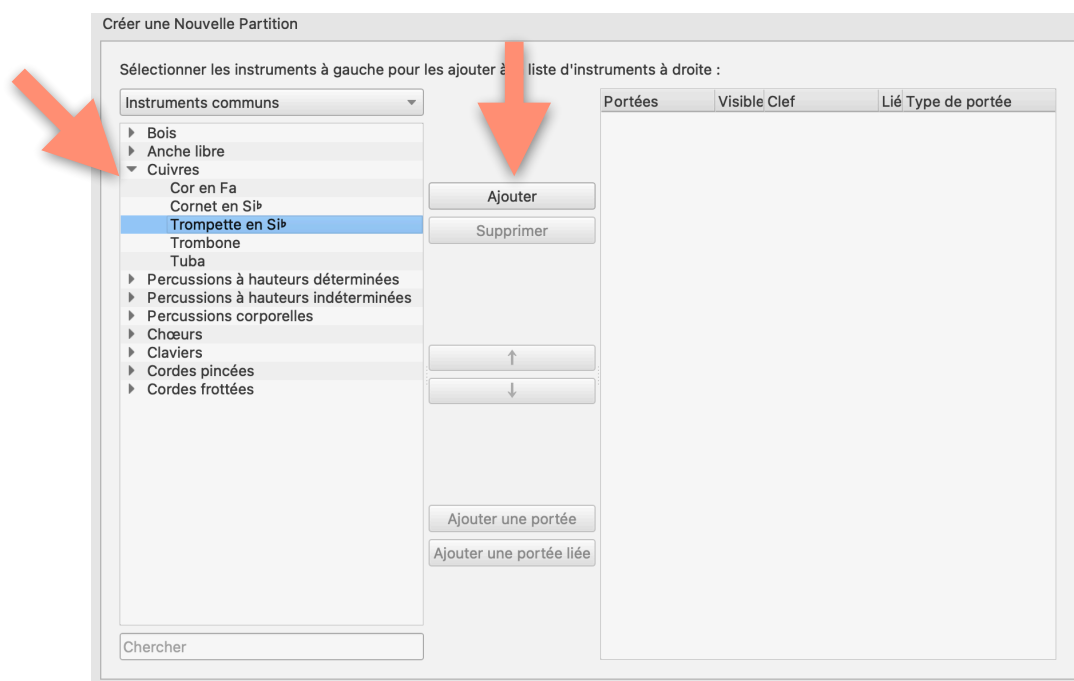 Créer une Nouvelle Partition
Sélectionner les instruments à gauche pour les ajouter à liste d'instruments à droite :
Instruments communs
Portées Visible Clef Lié Type de portée
Bois
Anche libre
Cuivres
Cor en Fa
Cornet en Si♭
Trompette en Si♭
Trombone
Tuba
Percussions à hauteurs déterminées
Percussions à hauteurs indéterminées
Percussions corporelles
Chœurs
Claviers
Cordes pincées
Cordes frottées
Ajouter
Supprimer
↑
↓
Ajouter une portée
Ajouter une portée liée
Chercher